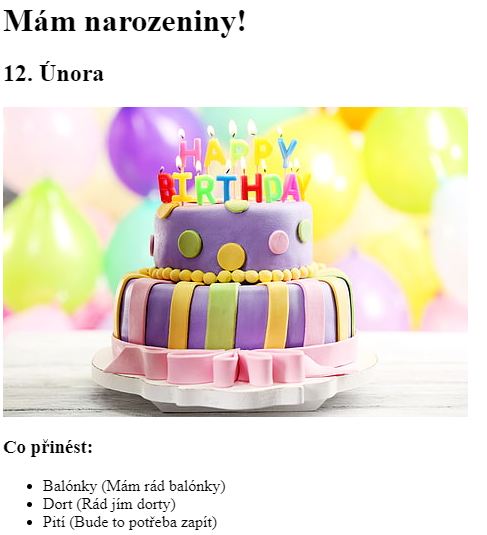 Mám narozeniny!
12. Února
HAPPY
BIRTHDAY
Co přinést:
Balónky (Mám rád balónky)
Dort (Rád jím dorty)
Pití (Bude to potřeba zapít)